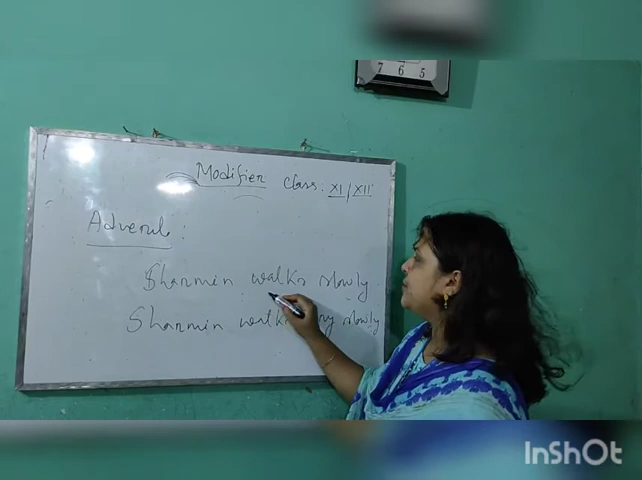 7 6 5
Modifier Class: XI/XII
Adverb:
Sharmin walks slowly.
Sharmin walks slowly
InShOt